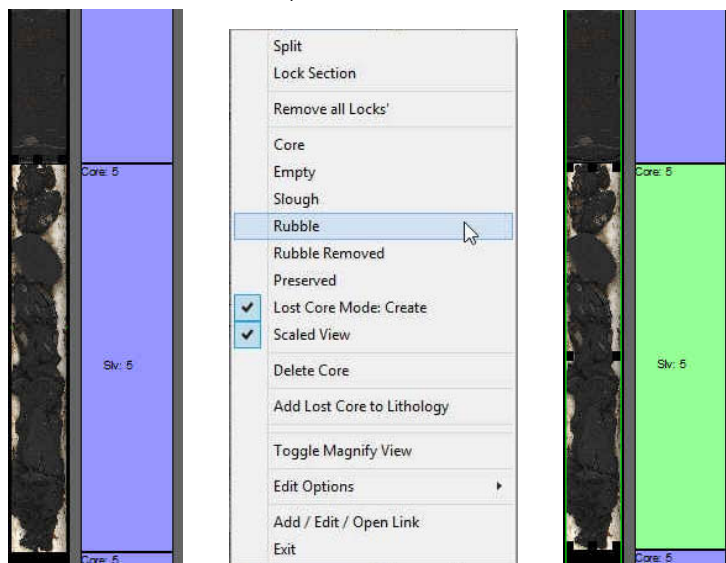 Core: 5
Slv: 5
Core: 5
Split
Lock Section
Remove all Locks'
Core
Empty
Slough
Rubble
Rubble Removed
Preserved
Lost Core Mode: Create
Scaled View
Delete Core
Add Lost Core to Lithology
Toggle Magnify View
Edit Options
Add / Edit / Open Link
Exit
Core: 5
Slv: 5
Core: 5